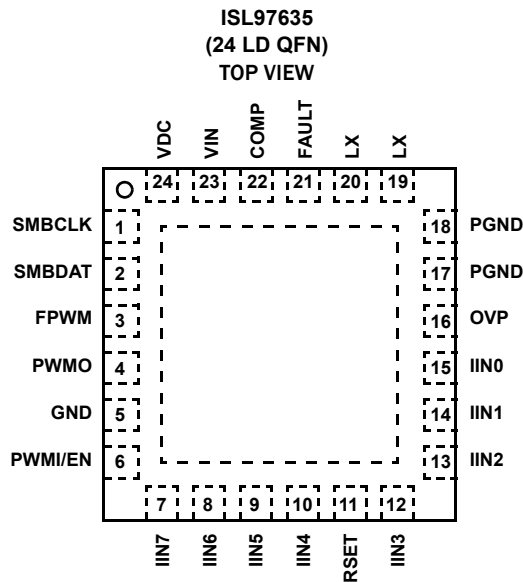 ISL97635
(24 LD QFN)
TOP VIEW
VDC
VIN
COMP
FAULT
LX
LX
24
23
22
21
20
19
SMBCLK 1
18 PGND
SMBDAT 2
17 PGND
FPWM 3
16 OVP
PWMO 4
15 IIN0
GND 5
14 IIN1
PWMI/EN 6
13 IIN2
7
8
9
10
11
12
IIN7
IIN6
IIN5
IIN4
RSET
IIN3